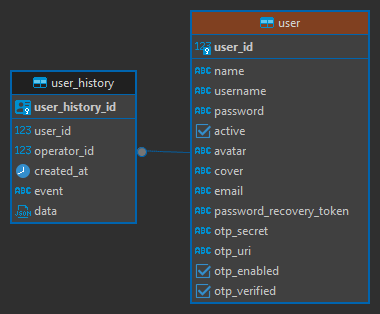 user_history
user_history_id
123 user_id
123 operator_id
created_at
ABC event
JSON data
user
123 user_id
ABC name
ABC username
ABC password
active
ABC avatar
ABC cover
ABC email
ABC password_recovery_token
ABC otp_secret
ABC otp_uri
otp_enabled
otp_verified